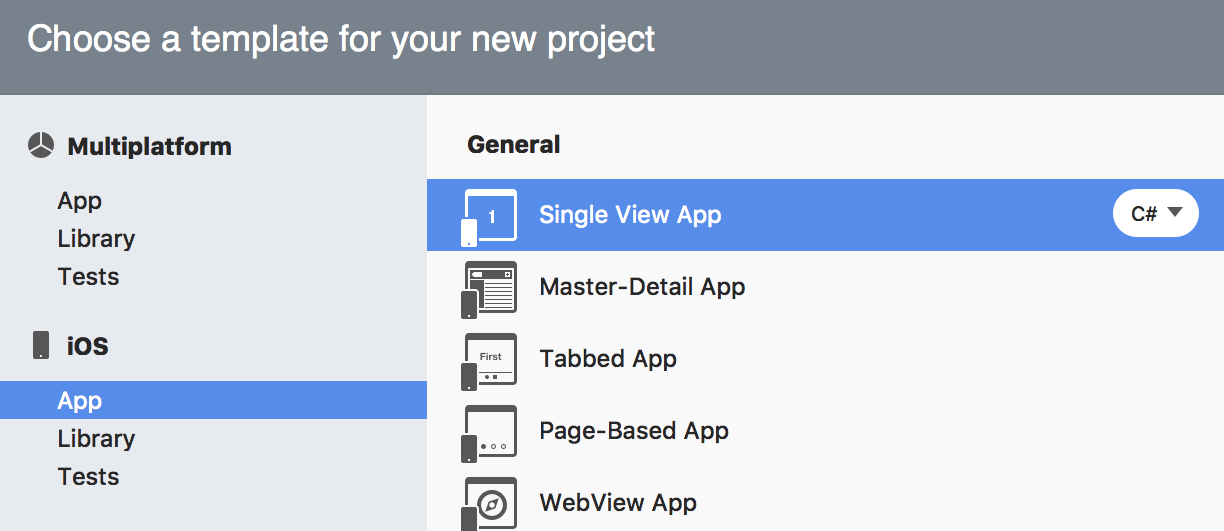 Choose a template for your new project
Multiplatform
App
Library
Tests
iOS
App
Library
Tests
General
1 Single View App C#
Master-Detail App
First Tabbed App
Page-Based App
WebView App